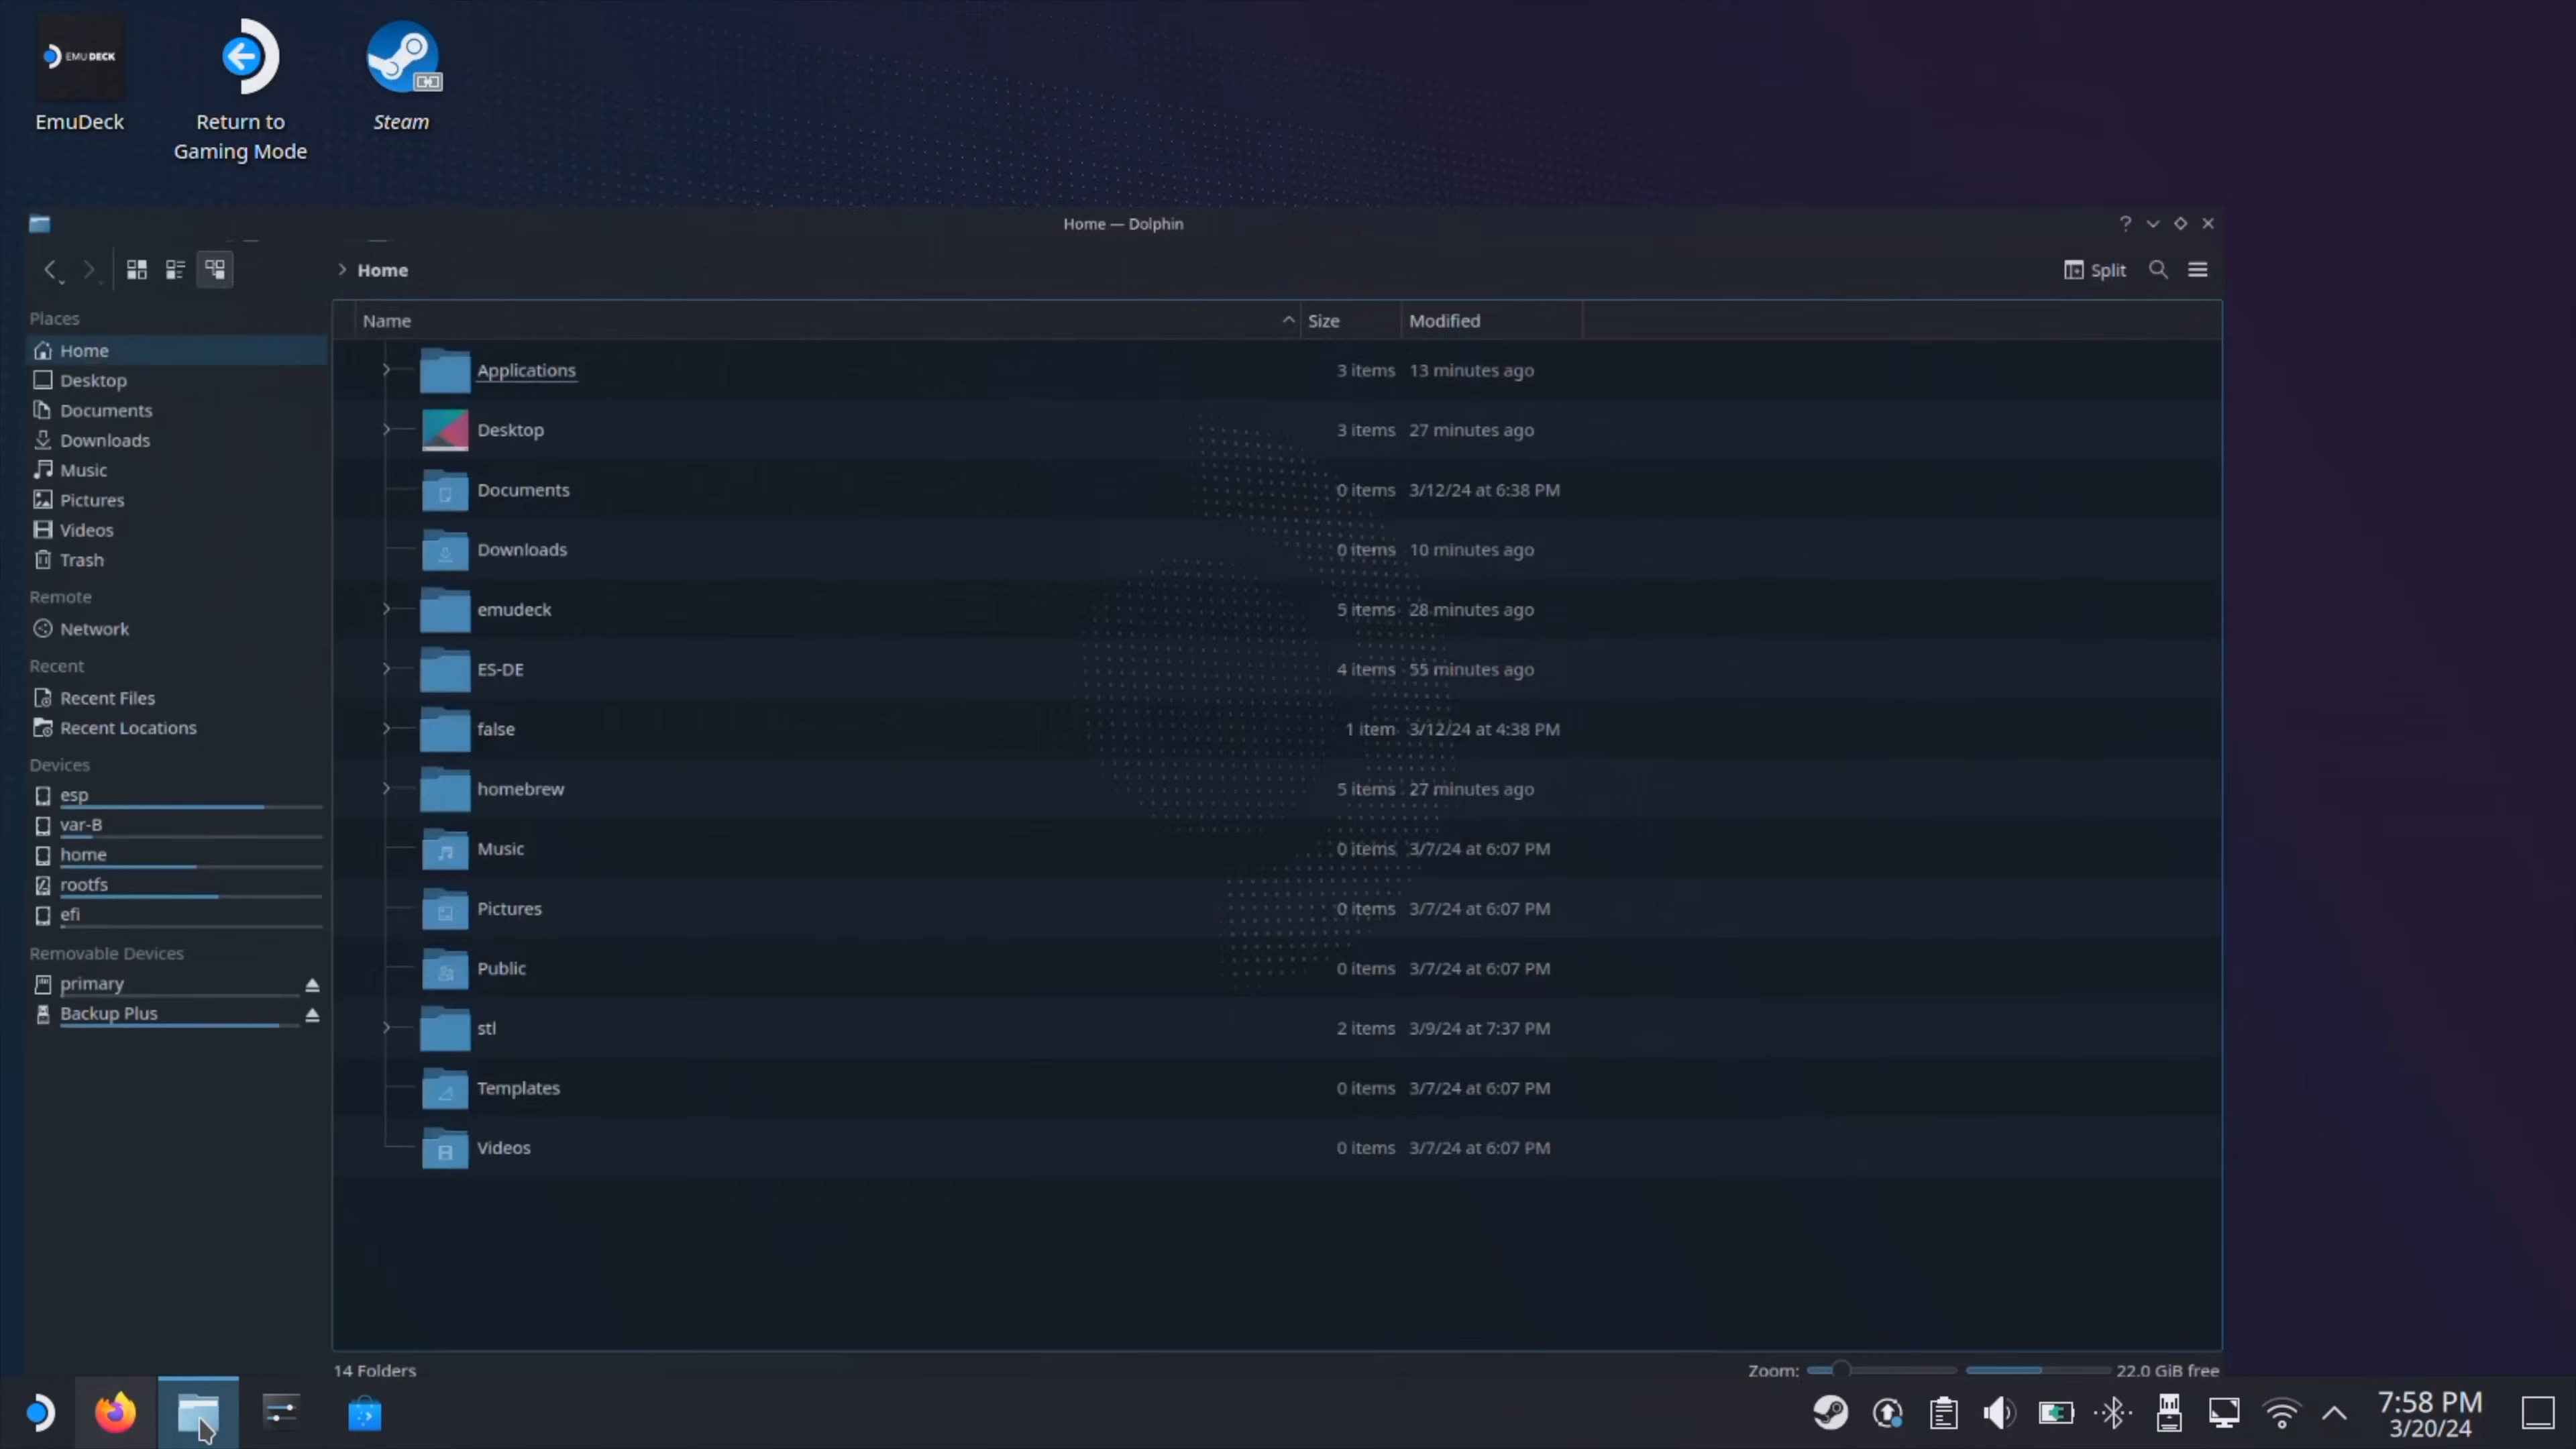 EMUDECK
EmuDeck
Return to
Gaming Mode
Steam
Home — Dolphin
Home
Split
Places
Home
Desktop
Documents
Downloads
Music
Pictures
Videos
Trash
Remote
Network
Recent
Recent Files
Recent Locations
Devices
esp
var-B
home
rootfs
efi
Removable Devices
primary
Backup Plus
Name Size Modified
Applications 3 items 13 minutes ago
Desktop 3 items 27 minutes ago
Documents 0 items 3/12/24 at 6:38 PM
Downloads 0 items 10 minutes ago
emudeck 5 items 28 minutes ago
ES-DE 4 items 55 minutes ago
false 1 item 3/12/24 at 4:38 PM
homebrew 5 items 27 minutes ago
Music 0 items 3/7/24 at 6:07 PM
Pictures 0 items 3/7/24 at 6:07 PM
Public 0 items 3/7/24 at 6:07 PM
stl 2 items 3/9/24 at 7:37 PM
Templates 0 items 3/7/24 at 6:07 PM
Videos 0 items 3/7/24 at 6:07 PM
14 Folders Zoom: 22.0 GiB free
7:58 PM
3/20/24